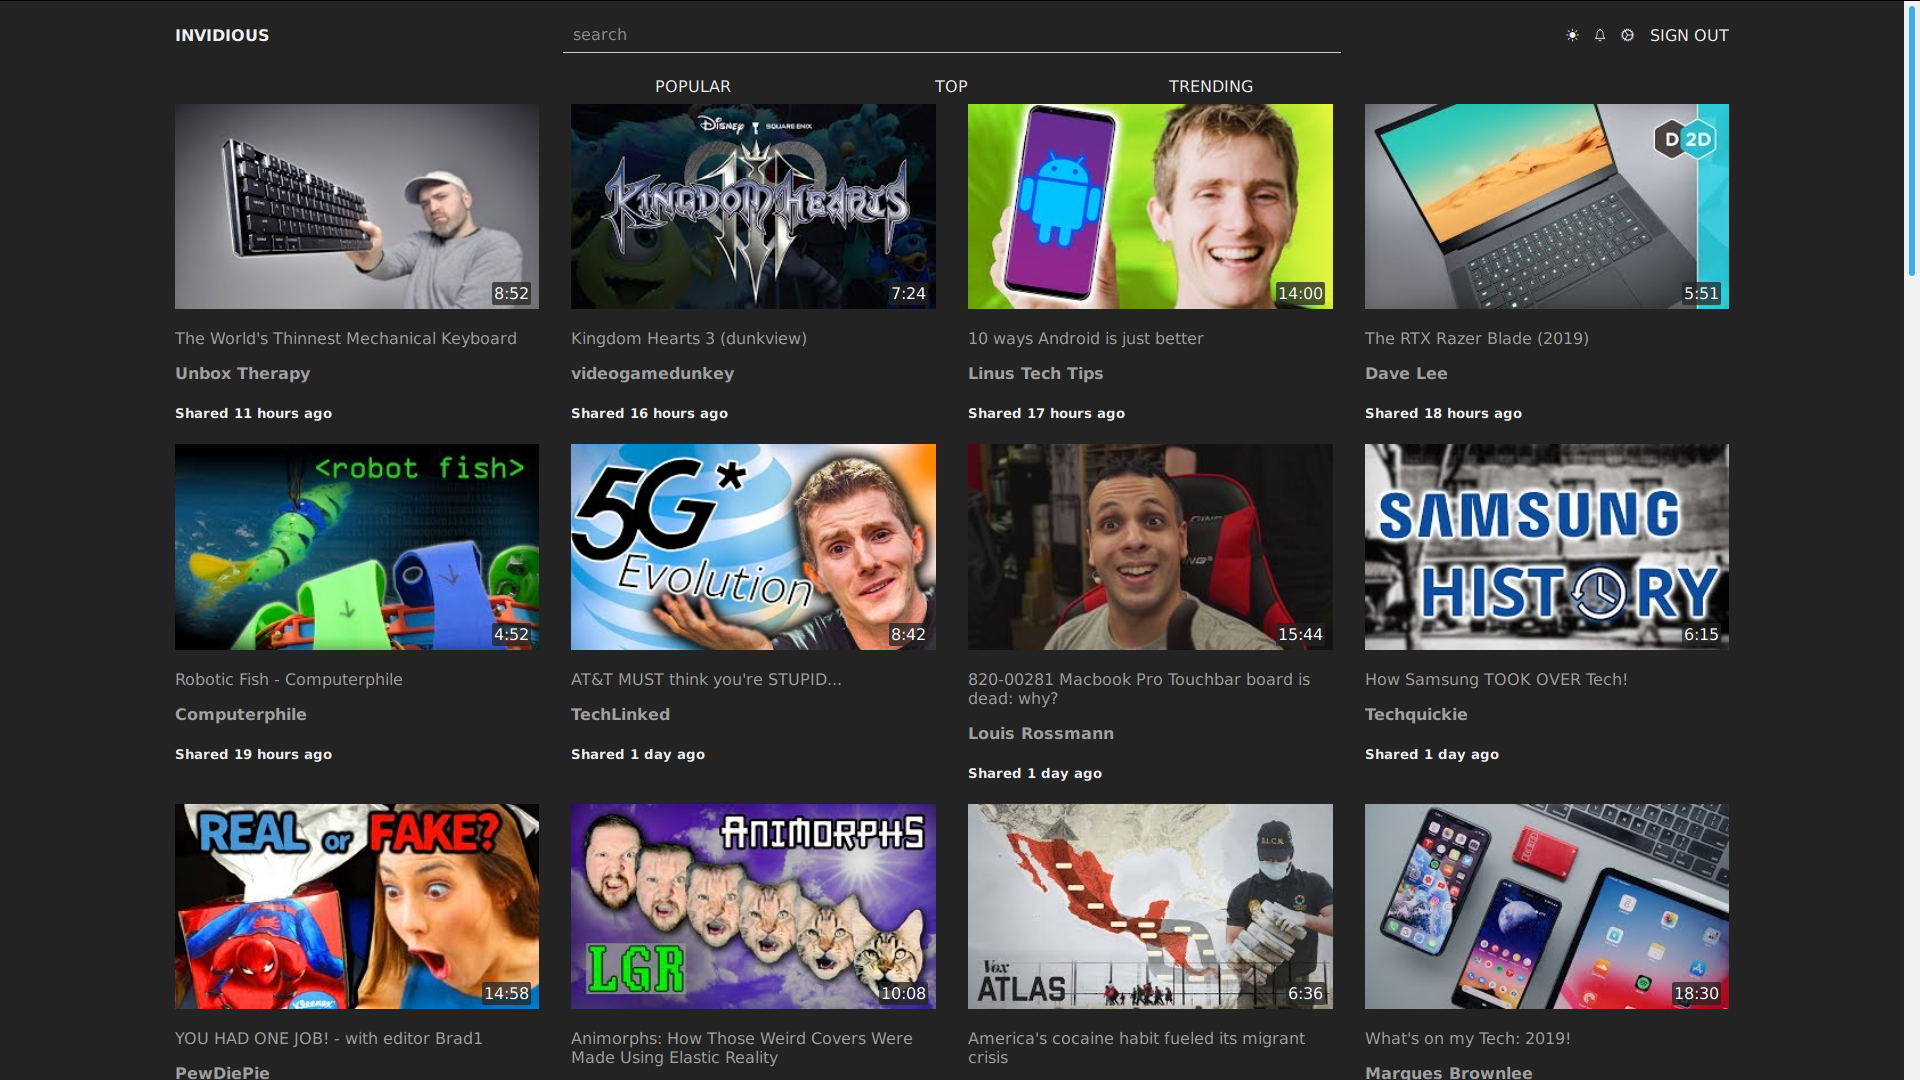 INVIDIOUS
search
SIGN OUT
POPULAR
TOP
TRENDING
8:52
Disney
SQUARE ENIX
KINGDOM HEARTS
III
7:24
14:00
D 2D
5:51
The World's Thinnest Mechanical Keyboard
Unbox Therapy
Shared 11 hours ago
Kingdom Hearts 3 (dunkview)
videogamedunkey
Shared 16 hours ago
10 ways Android is just better
Linus Tech Tips
Shared 17 hours ago
The RTX Razer Blade (2019)
Dave Lee
Shared 18 hours ago
<robot fish>
4:52
5G*
Evolution
8:42
15:44
SAMSUNG
HISTORY
6:15
Robotic Fish - Computerphile
Computerphile
Shared 19 hours ago
AT&T MUST think you're STUPID...
TechLinked
Shared 1 day ago
820-00281 Macbook Pro Touchbar board is
dead: why?
Louis Rossmann
Shared 1 day ago
How Samsung TOOK OVER Tech!
Techquickie
Shared 1 day ago
REAL or FAKE?
14:58
ANIMORPHS
LGR
10:08
Vox
ATLAS
6:36
18:30
YOU HAD ONE JOB! - with editor Brad1
PewDiePie
Animorphs: How Those Weird Covers Were
Made Using Elastic Reality
America's cocaine habit fueled its migrant
crisis
What's on my Tech: 2019!
Marques Brownlee